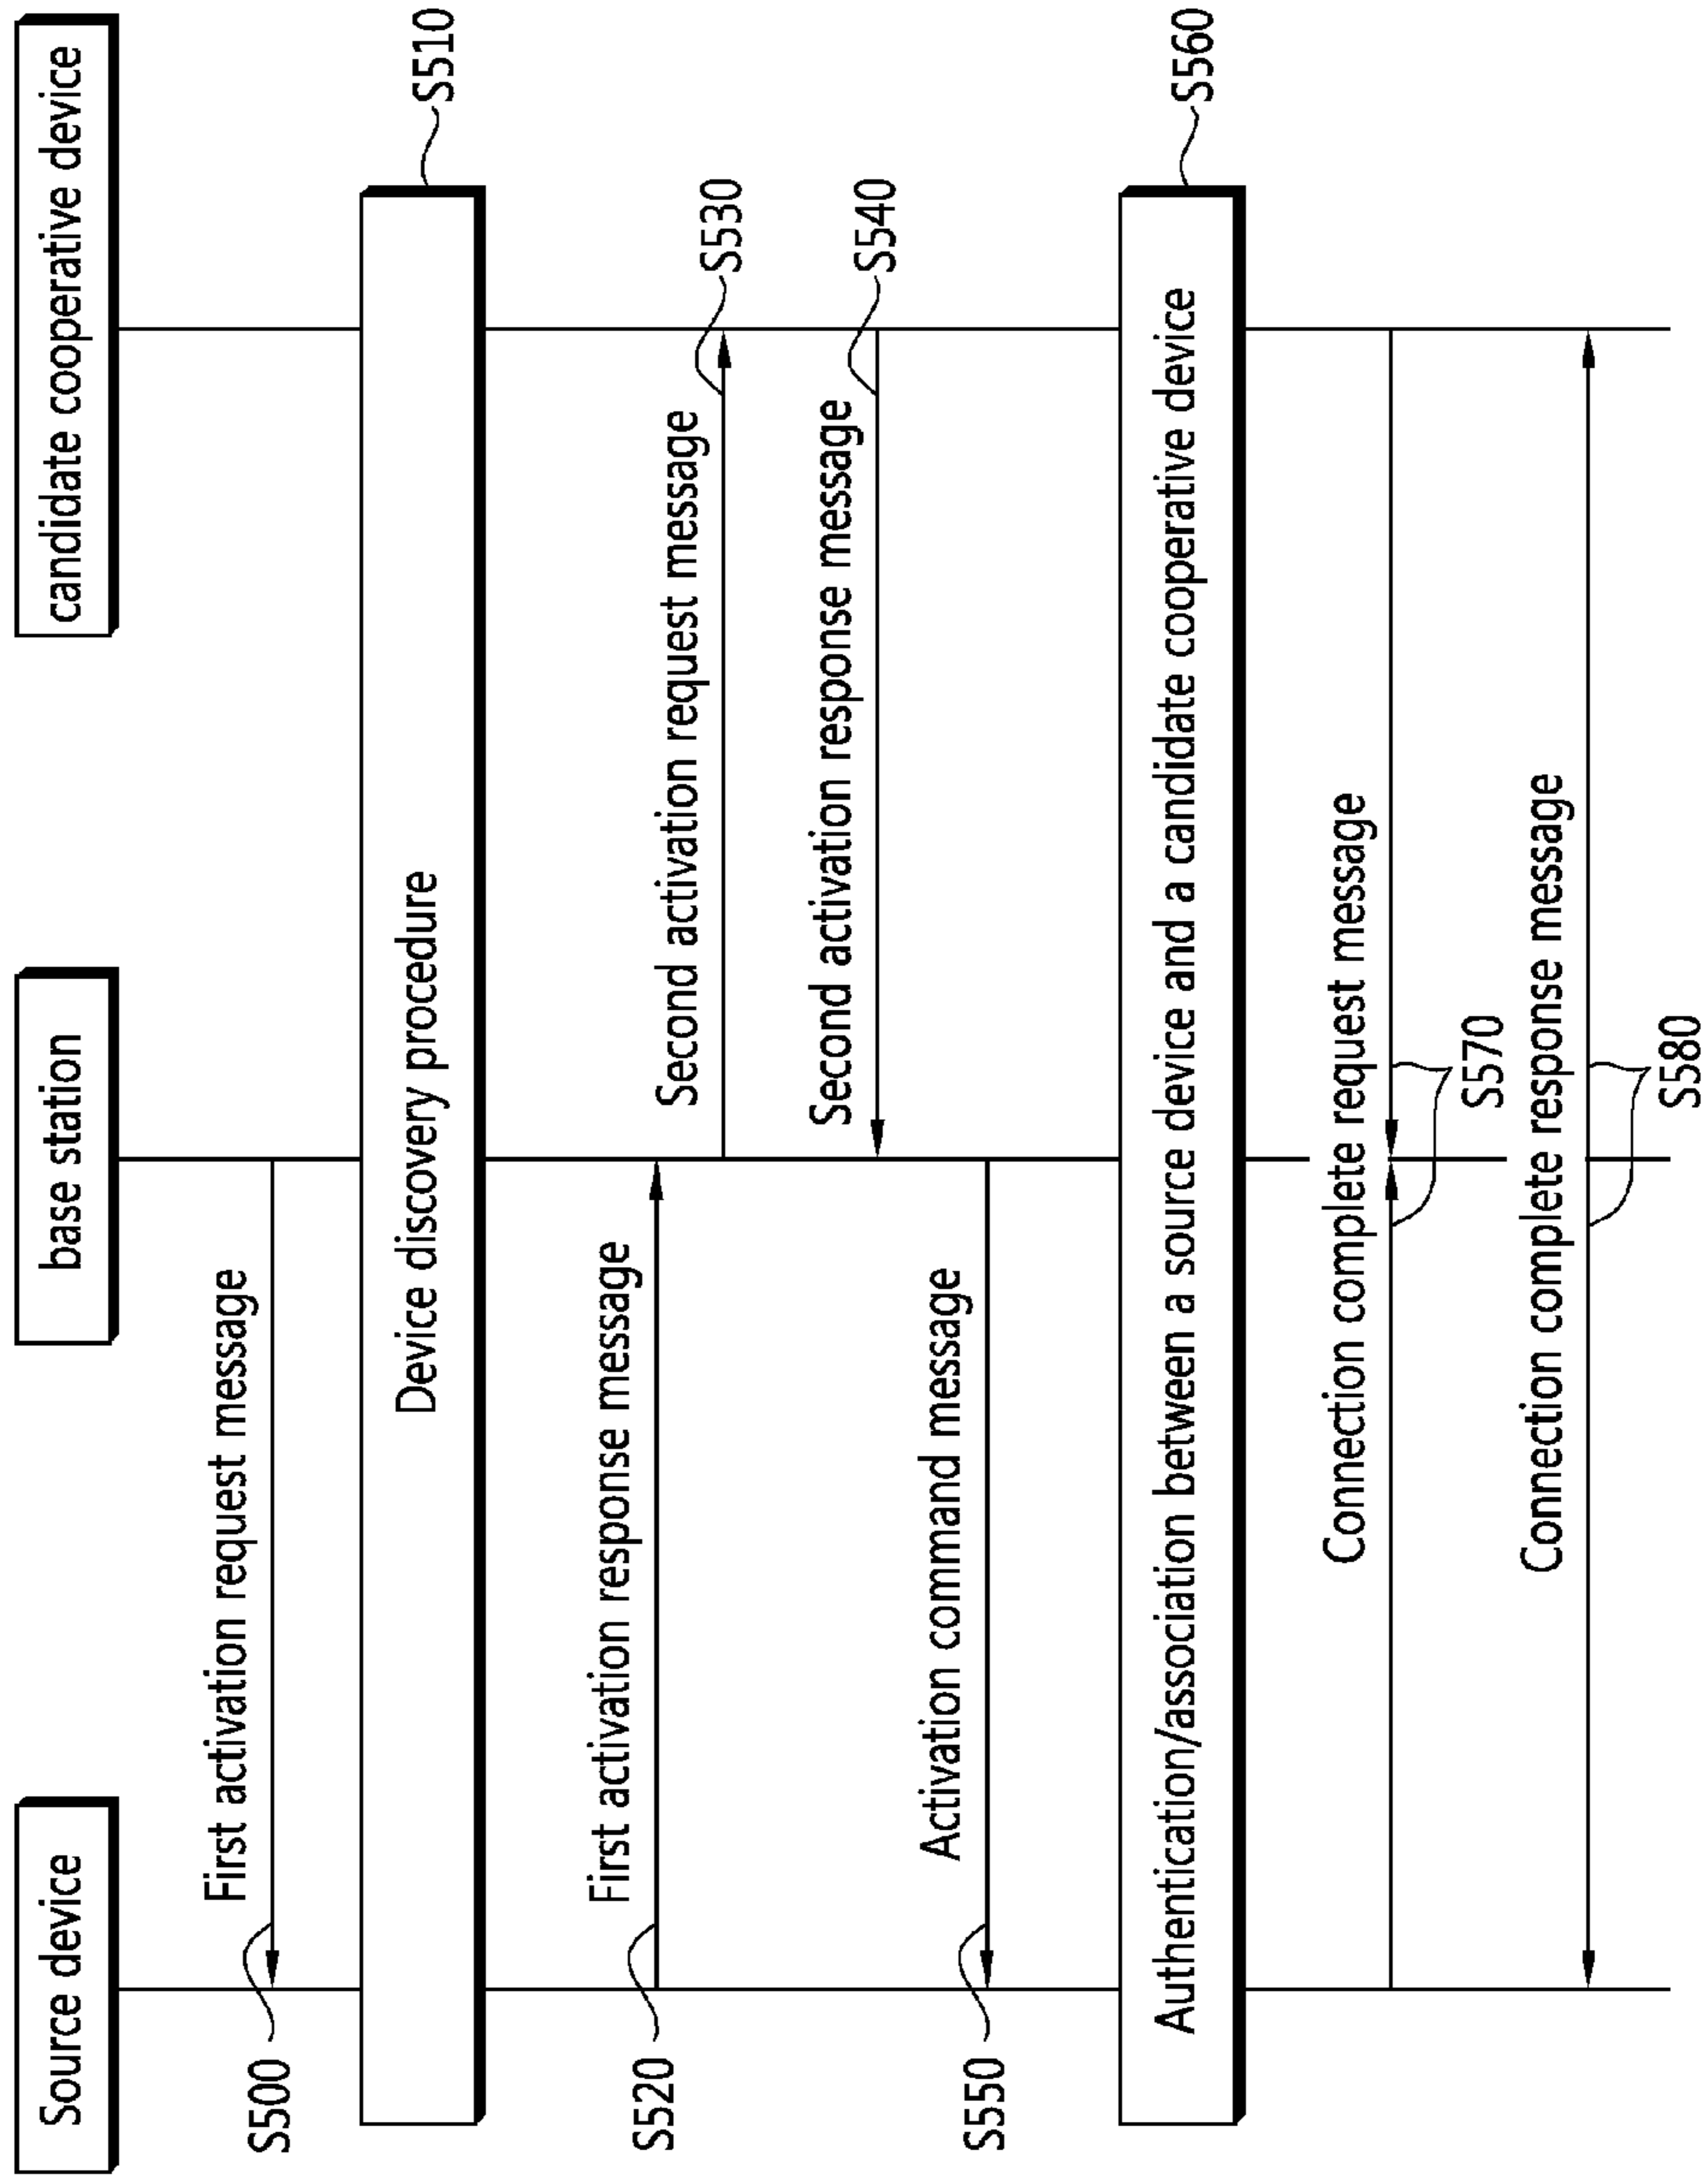 Source device
base station
candidate cooperative device
First activation request message
S500
Device discovery procedure
S510
First activation response message
S520
Second activation request message
S530
Second activation response message
S540
Activation command message
S550
Authentication/association between a source device and a candidate cooperative device
S560
Connection complete request message
S570
Connection complete response message
S580